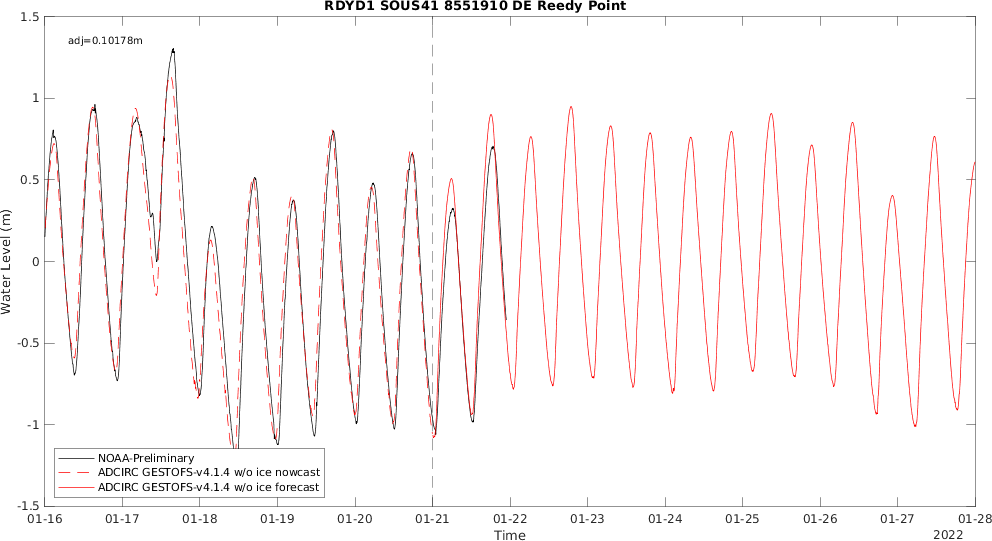 RDYD1 SOUS41 8551910 DE Reedy Point
adj=0.10178m
Water Level (m)
1.5
1
0.5
0
-0.5
-1
-1.5
NOAA-Preliminary
ADCIRC GESTOFS-v4.1.4 w/o ice nowcast
ADCIRC GESTOFS-v4.1.4 w/o ice forecast
01-16 01-17 01-18 01-19 01-20 01-21 01-22 01-23 01-24 01-25 01-26 01-27 01-28
Time
2022